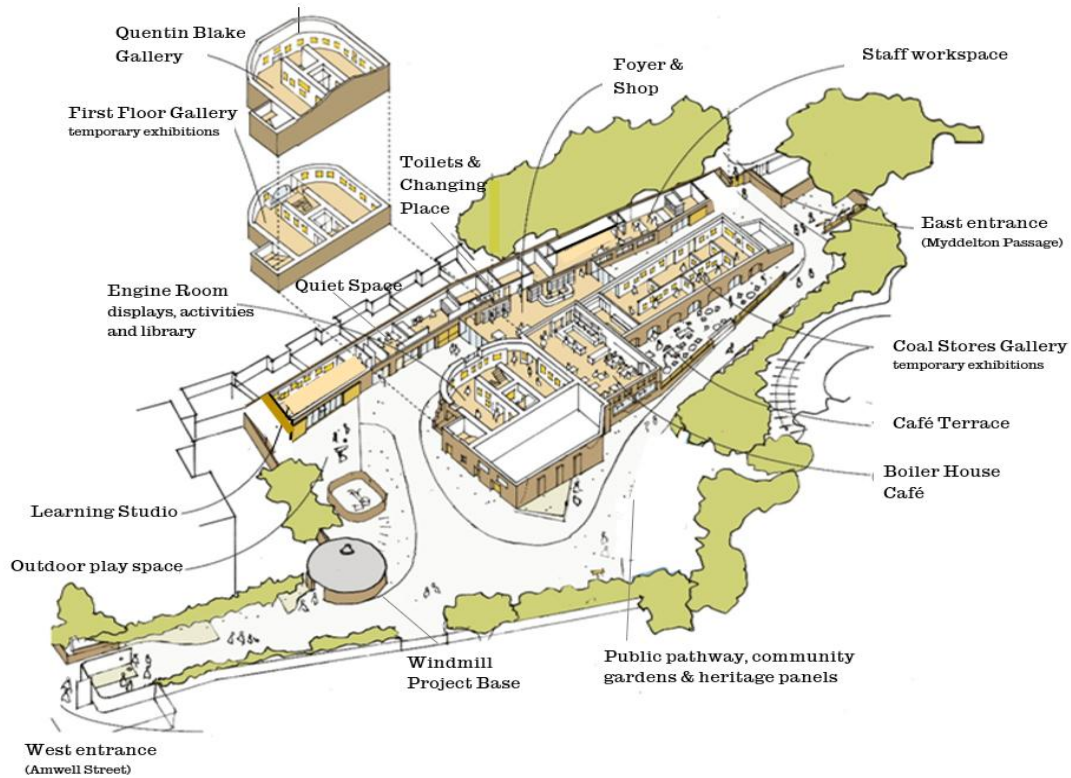 Quentin Blake
Gallery
First Floor Gallery
temporary exhibitions
Foyer &
Shop
Staff workspace
Toilets &
Changing
Place
East entrance
(Myddelton Passage)
Engine Room
displays, activities
and library
Quiet Space
Coal Stores Gallery
temporary exhibitions
Café Terrace
Boiler House
Café
Learning Studio
Outdoor play space
Windmill
Project Base
Public pathway, community
gardens & heritage panels
West entrance
(Amwell Street)